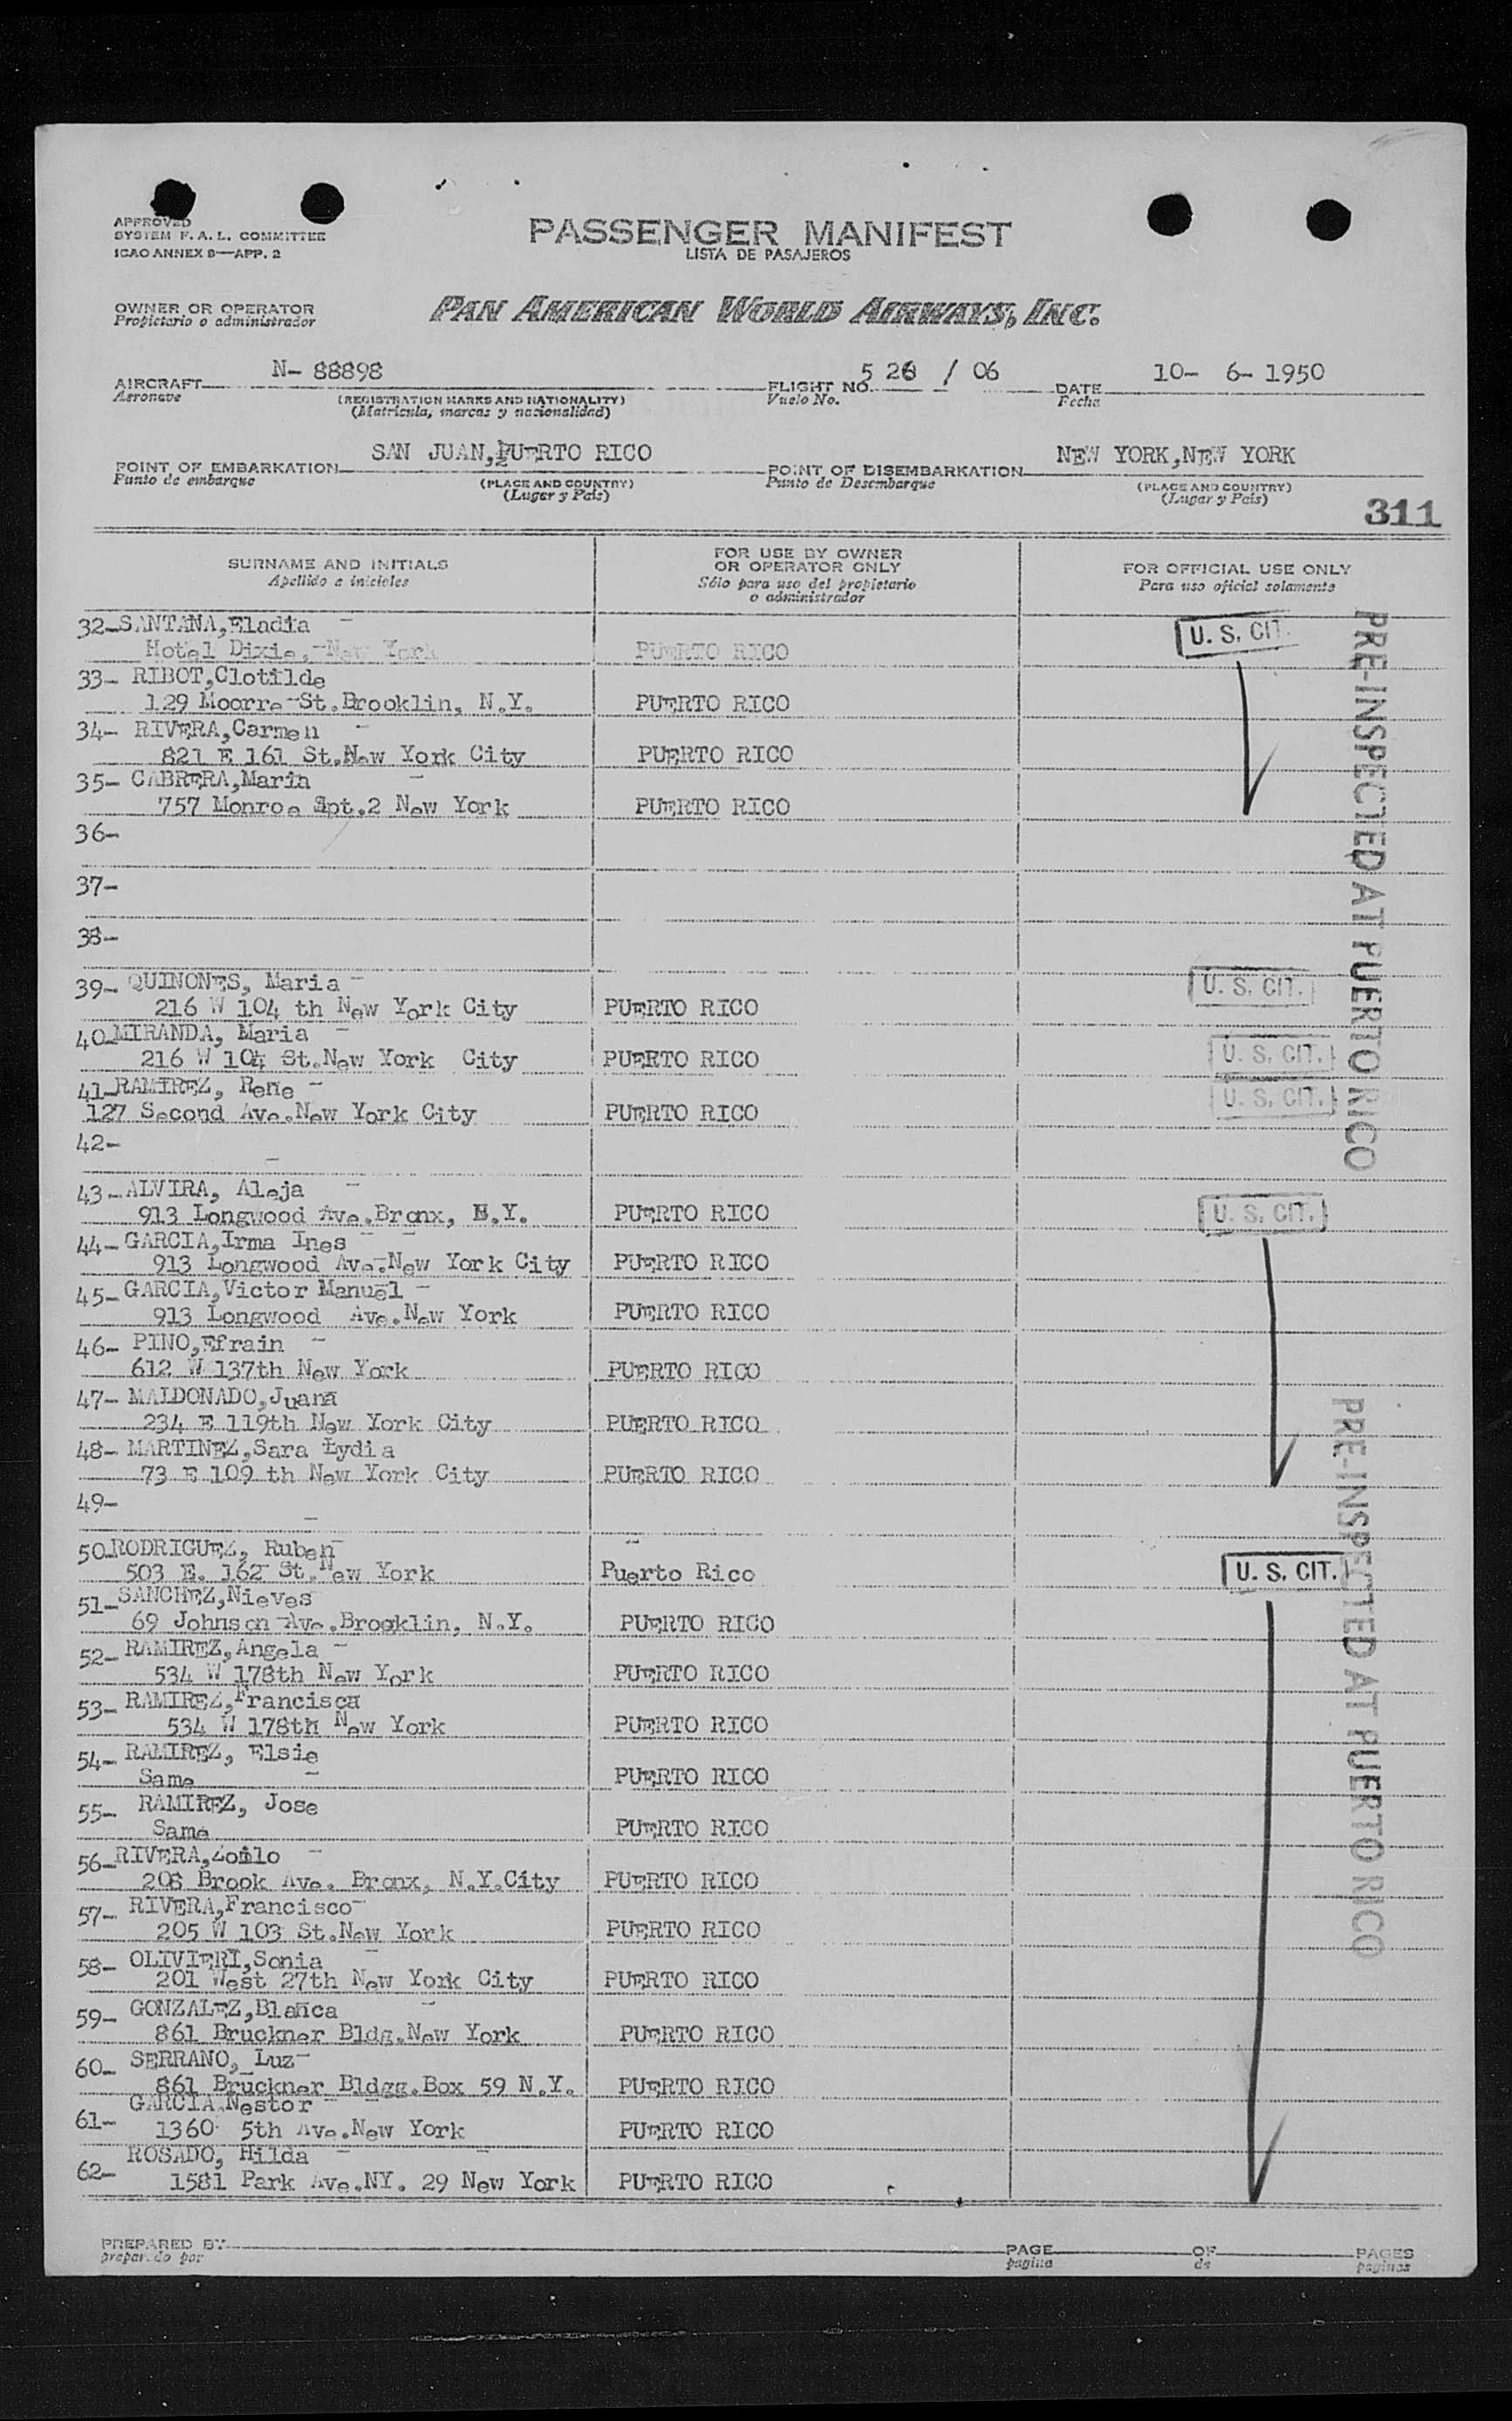 APPROVED
SYSTEM F. A. L. COMMITTEE
ICAO ANNEX 9—APP. 2
PASSENGER MANIFEST
LISTA DE PASAJEROS
OWNER OR OPERATOR
Propietario o administrador
PAN AMERICAN WORLD AIRWAYS, INC.
AIRCRAFT N- 88898
Aeronave
(REGISTRATION MARKS AND NATIONALITY)
(Matricula, marcas y nacionalidad)
FLIGHT NO. 5 26 / 06
Vuelo No.
DATE 10- 6- 1950
Fecha
POINT OF EMBARKATION SAN JUAN,PUERTO RICO
Punto de embarque
(PLACE AND COUNTRY)
(Lugar y Pais)
POINT OF DISEMBARKATION NEW YORK,NEW YORK
Punto de Desembarque
(PLACE AND COUNTRY)
(Lugar y Pais)
311
SURNAME AND INITIALS
Apellido e iniciales
FOR USE BY OWNER
OR OPERATOR ONLY
Sólo para uso del propietario
o administrador
FOR OFFICIAL USE ONLY
Para uso oficial solamente
32-SANTANA,Eladia
Hotel Dixie,-New York PUERTO RICO U. S. CIT.
33- RIBOT,Clotilde
129 Moorre St.Brooklin, N.Y. PUERTO RICO
34- RIVERA,Carmen
821 E 161 St.New York City PUERTO RICO
35- CABRERA,Maria
757 Monroe Apt.2 New York PUERTO RICO
36-
37-
38-
39- QUINONES, Maria
216 W 104 th New York City PUERTO RICO U. S. CIT.
40-MIRANDA, Maria
216 W 104 St.New York City PUERTO RICO U. S. CIT.
41-RAMIREZ, Rene
127 Second Ave.New York City PUERTO RICO U. S. CIT.
42-
43-ALVIRA, Aleja
913 Longwood Ave.Bronx, N.Y. PUERTO RICO U. S. CIT.
44- GARCIA,Irma Ines
913 Longwood Ave.New York City PUERTO RICO
45- GARCIA,Victor Manuel
913 Longwood Ave.New York PUERTO RICO
46- PINO,Efrain
612 W 137th New York PUERTO RICO
47- MALDONADO,Juana
234 E 119th New York City PUERTO RICO
48- MARTINEZ,Sara Lydia
73 E 109 th New York City PUERTO RICO
49-
50-RODRIGUEZ, Ruben
503 E. 162 St.New York Puerto Rico U. S. CIT.
51-SANCHEZ,Nieves
69 Johnson Ave.Brooklin, N.Y. PUERTO RICO
52- RAMIREZ,Angela
534 W 178th New York PUERTO RICO
53- RAMIREZ,Francisca
534 W 178th New York PUERTO RICO
54- RAMIREZ, Elsie
Same PUERTO RICO
55- RAMIREZ, Jose
Same PUERTO RICO
56-RIVERA,Zoilo
208 Brook Ave. Bronx, N.Y.City PUERTO RICO
57- RIVERA,Francisco
205 W 103 St.New York PUERTO RICO
58- OLIVIERI,Sonia
201 West 27th New York City PUERTO RICO
59- GONZALEZ,Blanca
861 Bruckner Bldg.New York PUERTO RICO
60- SERRANO, Luz
861 Bruckner Bldgg.Box 59 N.Y. PUERTO RICO
61- GARCIA,Nestor
1360 5th Ave.New York PUERTO RICO
62- ROSADO, Hilda
1581 Park Ave.NY. 29 New York PUERTO RICO
PRE-INSPECTED AT PUERTO RICO
PRE-INSPECTED AT PUERTO RICO
PREPARED BY
preparado por
PAGE OF PAGES
pagina de paginas